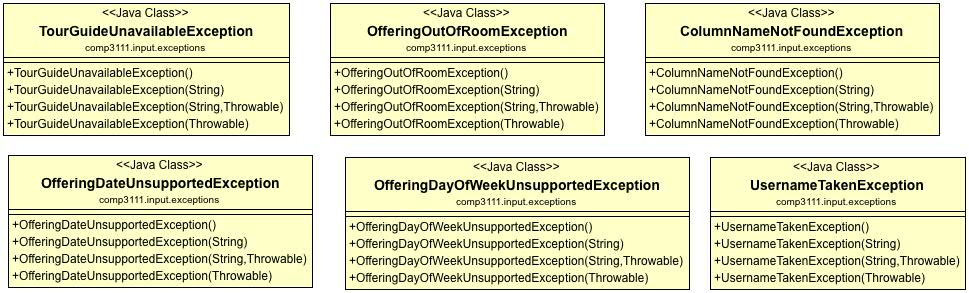 <<Java Class>>
TourGuideUnavailableException
comp3111.input.exceptions
+TourGuideUnavailableException()
+TourGuideUnavailableException(String)
+TourGuideUnavailableException(String,Throwable)
+TourGuideUnavailableException(Throwable)
<<Java Class>>
OfferingOutOfRoomException
comp3111.input.exceptions
+OfferingOutOfRoomException()
+OfferingOutOfRoomException(String)
+OfferingOutOfRoomException(String,Throwable)
+OfferingOutOfRoomException(Throwable)
<<Java Class>>
ColumnNameNotFoundException
comp3111.input.exceptions
+ColumnNameNotFoundException()
+ColumnNameNotFoundException(String)
+ColumnNameNotFoundException(String,Throwable)
+ColumnNameNotFoundException(Throwable)
<<Java Class>>
OfferingDateUnsupportedException
comp3111.input.exceptions
+OfferingDateUnsupportedException()
+OfferingDateUnsupportedException(String)
+OfferingDateUnsupportedException(String,Throwable)
+OfferingDateUnsupportedException(Throwable)
<<Java Class>>
OfferingDayOfWeekUnsupportedException
comp3111.input.exceptions
+OfferingDayOfWeekUnsupportedException()
+OfferingDayOfWeekUnsupportedException(String)
+OfferingDayOfWeekUnsupportedException(String,Throwable)
+OfferingDayOfWeekUnsupportedException(Throwable)
<<Java Class>>
UsernameTakenException
comp3111.input.exceptions
+UsernameTakenException()
+UsernameTakenException(String)
+UsernameTakenException(String,Throwable)
+UsernameTakenException(Throwable)